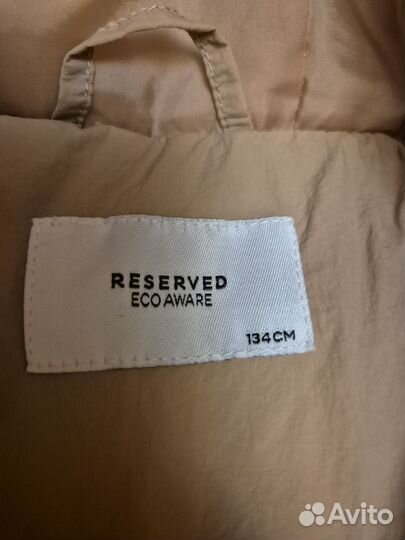 RESERVED
ECO AWARE
134CM
Avito